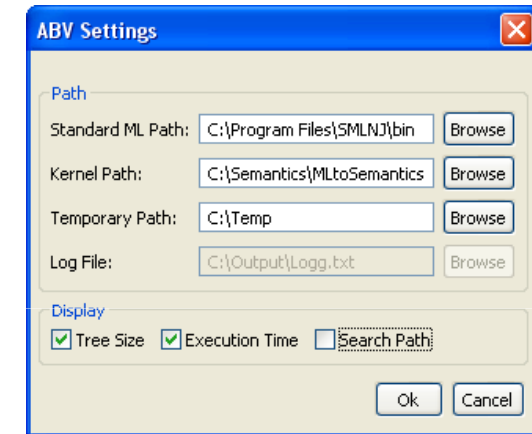 ABV Settings
Path
Standard ML Path: C:\Program Files\SMLNJ\bin Browse
Kernel Path: C:\Semantics\MLtoSemantics Browse
Temporary Path: C:\Temp Browse
Log File: C:\Output\Logg.txt Browse
Display
Tree Size Execution Time Search Path
Ok Cancel